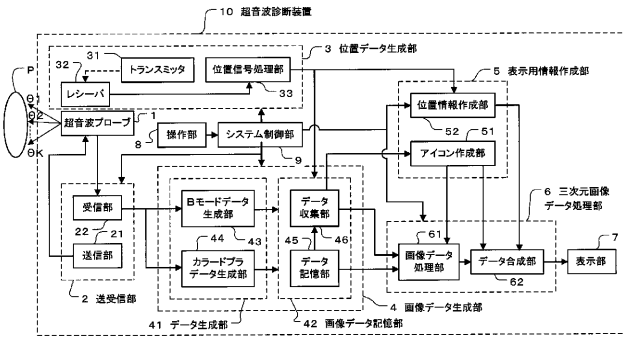 10 超音波診断装置
3 位置データ生成部
31
32
トランスミッタ
位置信号処理部
33
レシーバ
P
θ1
θ2
θK
超音波プローブ
1
操作部
8
システム制御部
9
5 表示用情報作成部
位置情報作成部
52
51
アイコン作成部
6 三次元画像
データ処理部
受信部
22
21
送信部
2 送受信部
Bモードデータ
生成部
43
44
カラードプラ
データ生成部
41 データ生成部
データ
収集部
45
46
データ
記憶部
42 画像データ記憶部
4 画像データ生成部
61
画像データ
処理部
データ合成部
62
7
表示部